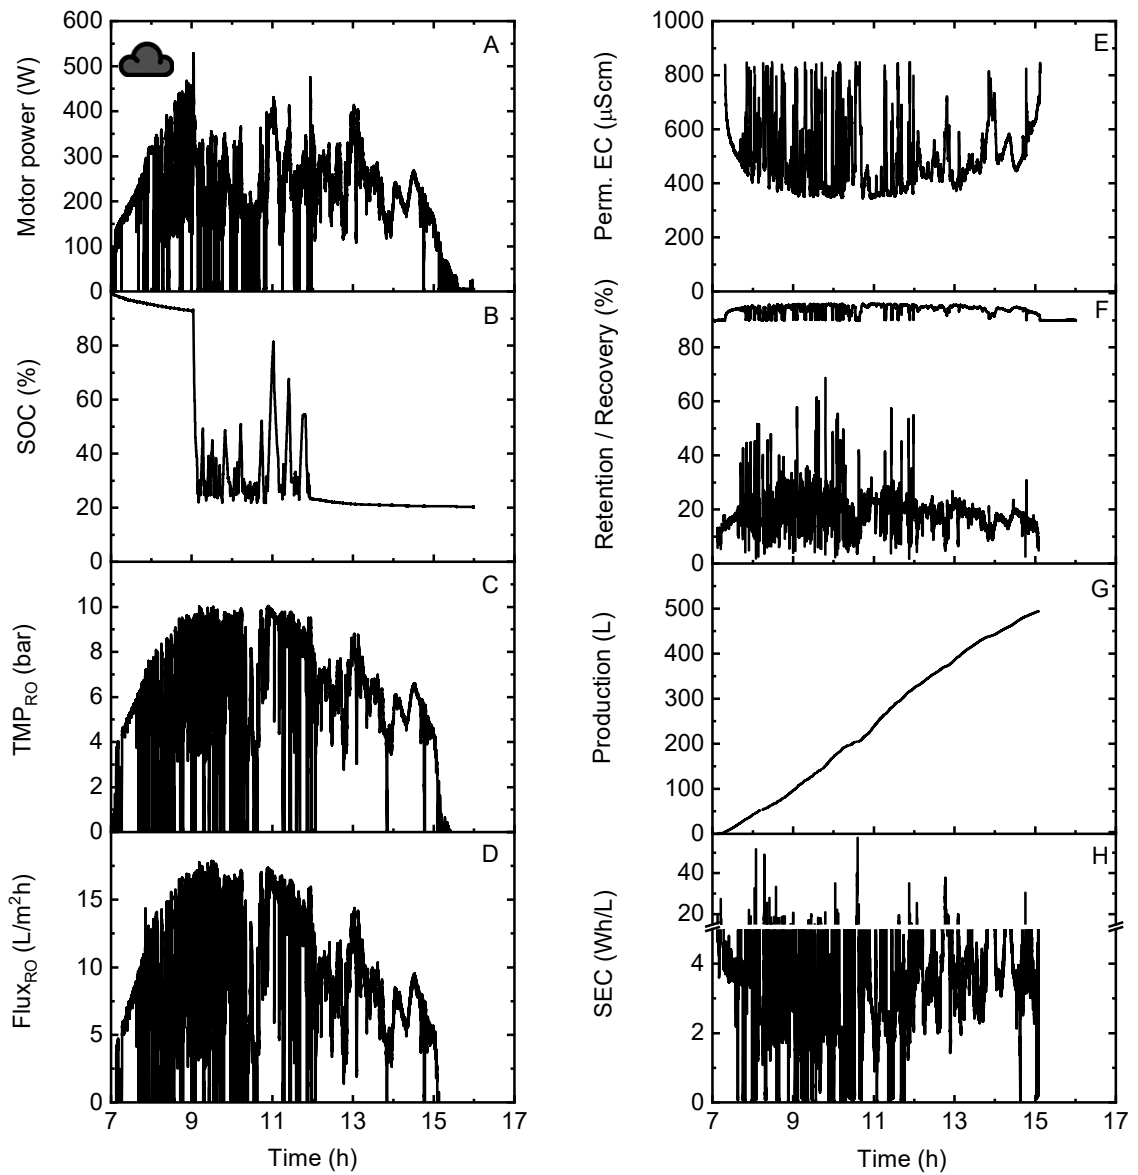 A
Motor power (W)
600
500
400
300
200
100
0
B
SOC (%)
80
60
40
20
0
C
TMP_RO (bar)
10
8
6
4
2
0
D
Flux_RO (L/m²h)
15
10
5
0
7 9 11 13 15 17
Time (h)
E
Perm. EC (μScm)
1000
800
600
400
200
0
F
Retention / Recovery (%)
80
60
40
20
0
G
Production (L)
500
400
300
200
100
0
H
SEC (Wh/L)
40
20
4
2
0
7 9 11 13 15 17
Time (h)